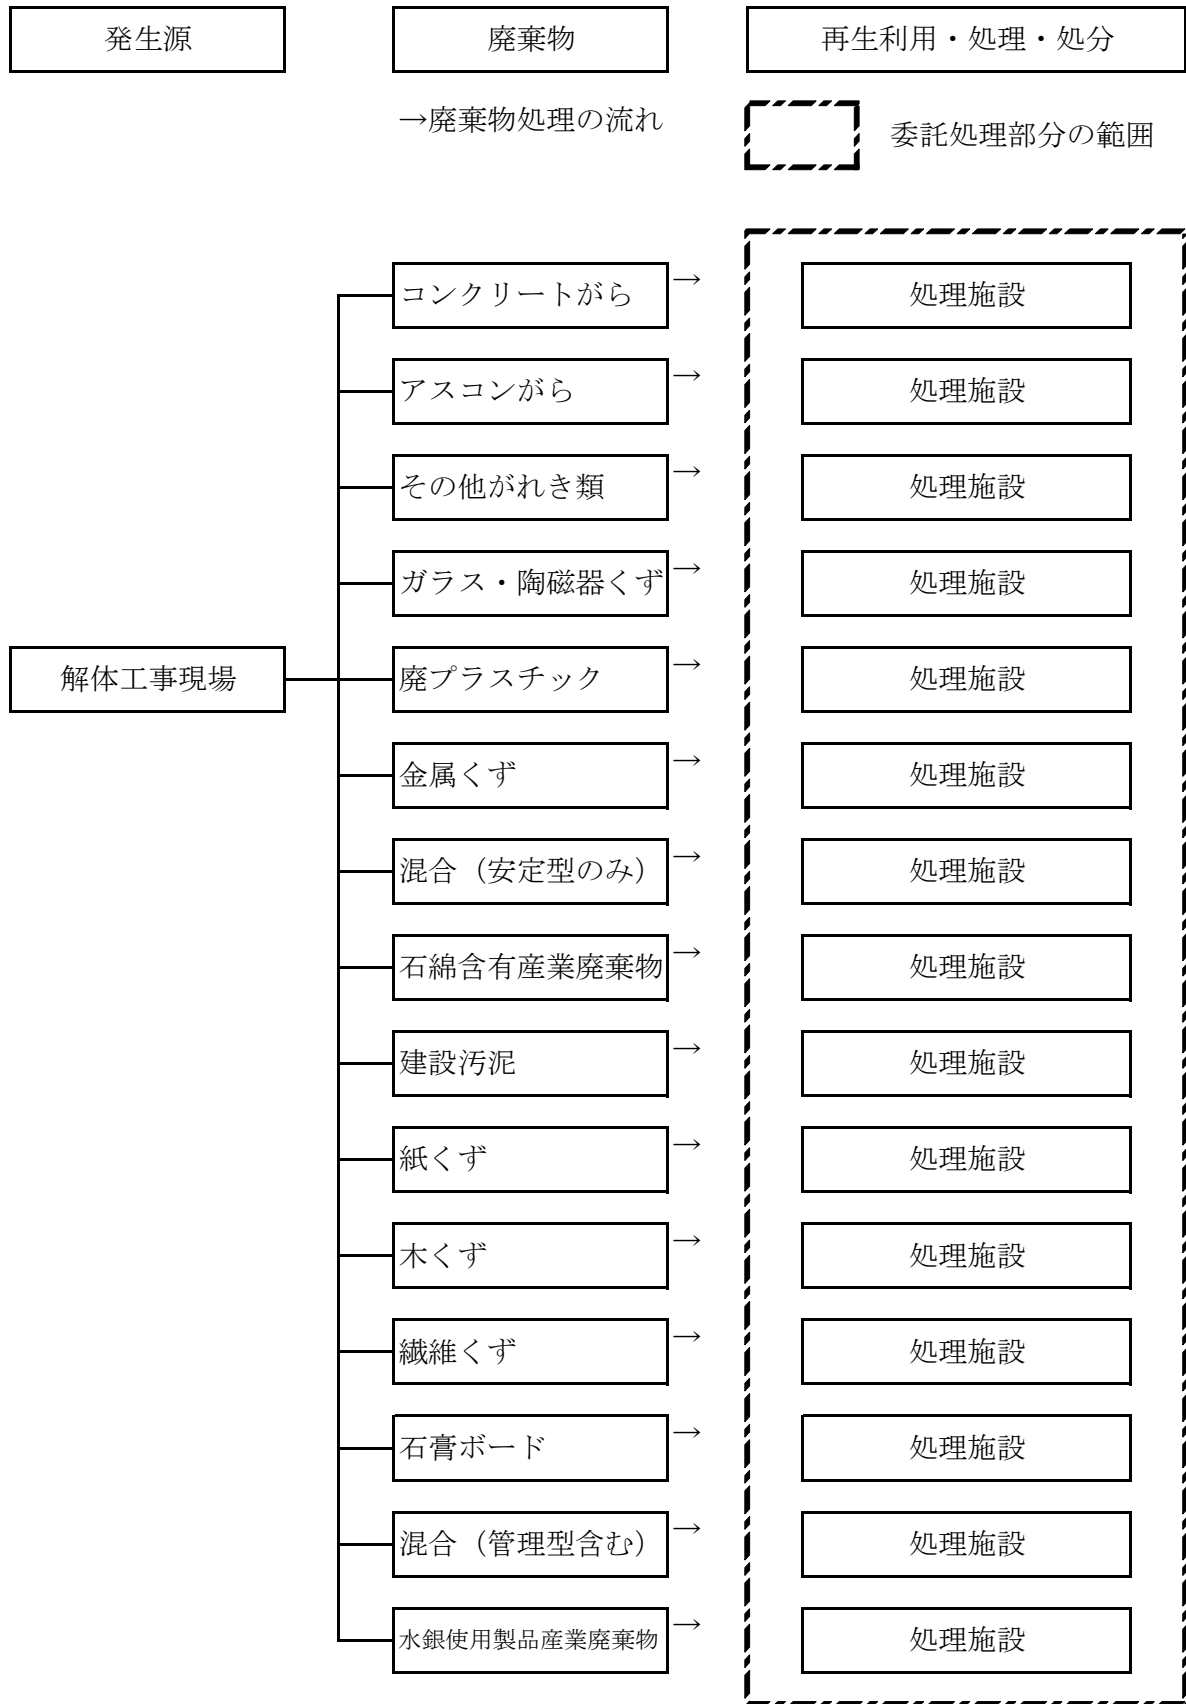 発生源
廃棄物
再生利用・処理・処分
→廃棄物処理の流れ
委託処理部分の範囲
コンクリートがら
→
処理施設
アスコンがら
→
処理施設
その他がれき類
→
処理施設
ガラス・陶磁器くず
→
処理施設
解体工事現場
廃プラスチック
→
処理施設
金属くず
→
処理施設
混合（安定型のみ）
→
処理施設
石綿含有産業廃棄物
→
処理施設
建設汚泥
→
処理施設
紙くず
→
処理施設
木くず
→
処理施設
繊維くず
→
処理施設
石膏ボード
→
処理施設
混合（管理型含む）
→
処理施設
水銀使用製品産業廃棄物
→
処理施設